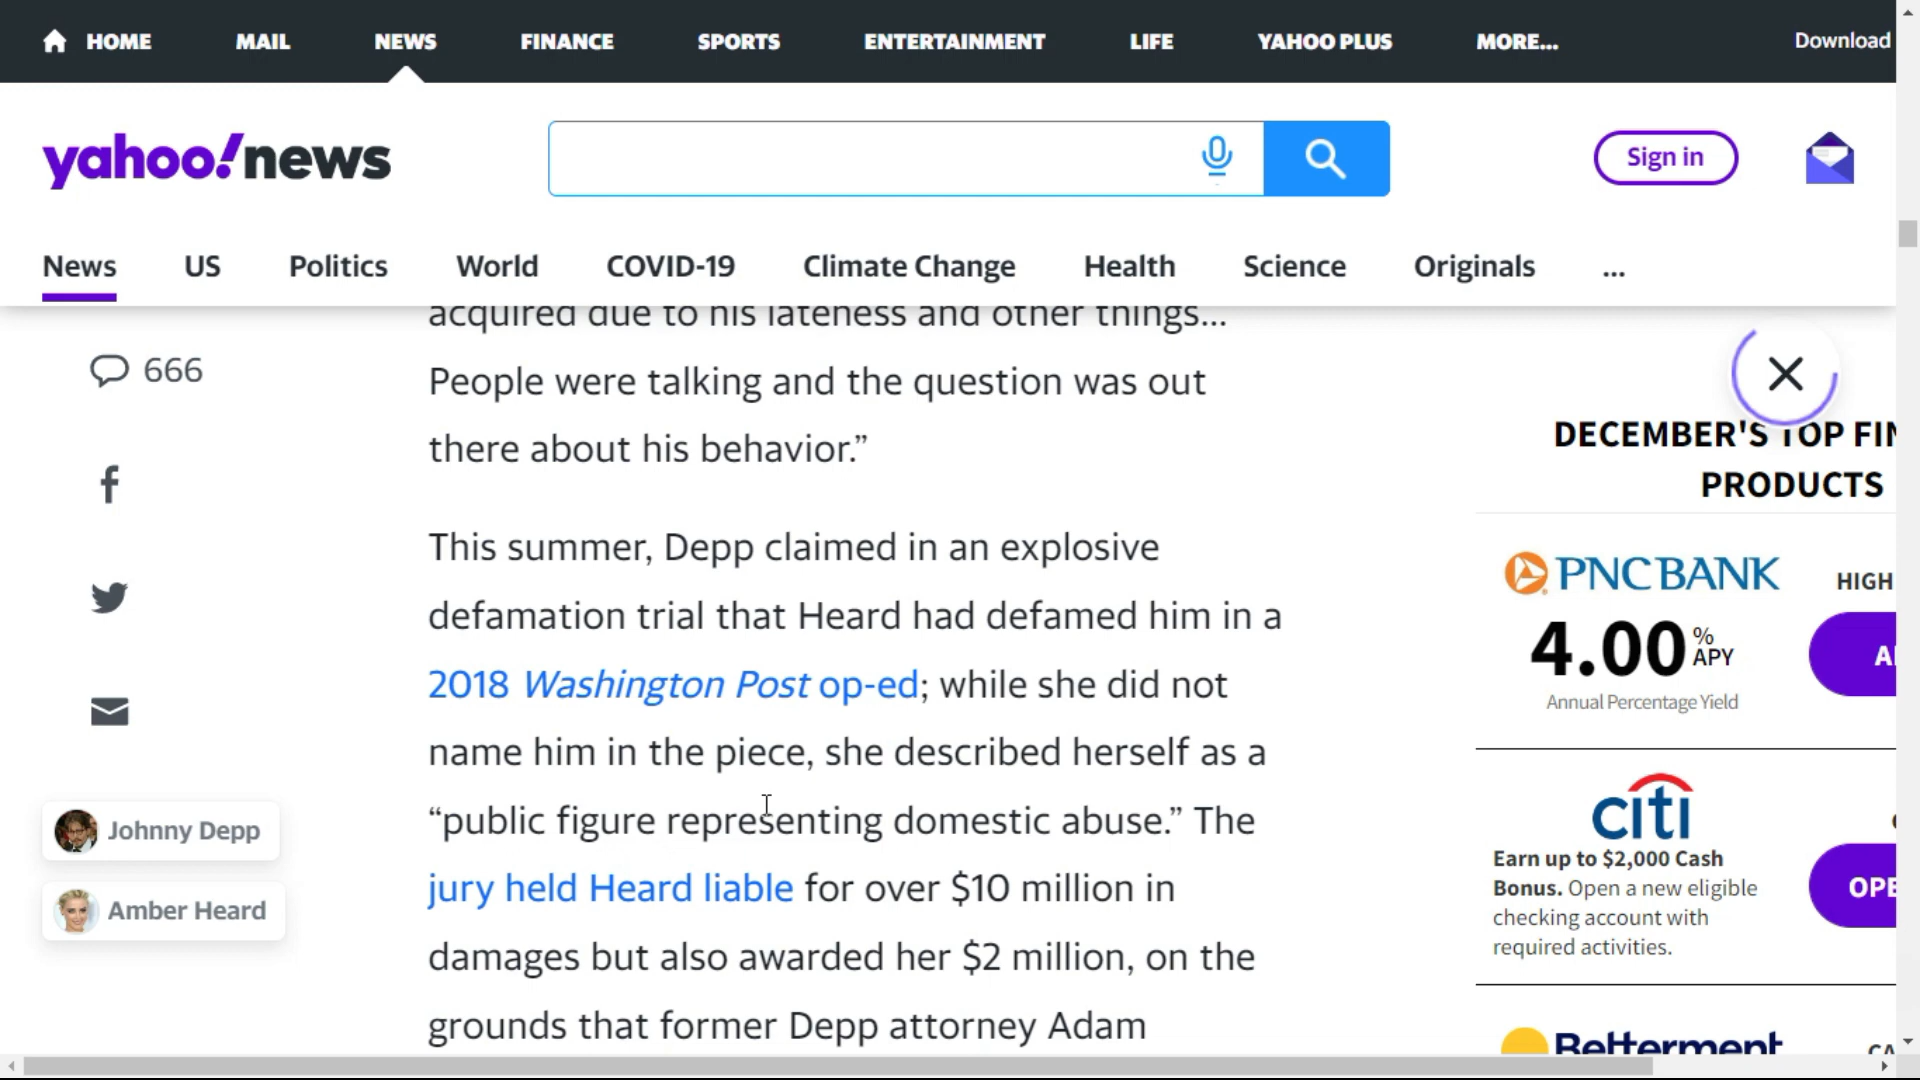 HOME MAIL NEWS FINANCE SPORTS ENTERTAINMENT LIFE YAHOO PLUS MORE... Download
yahoo!news
Sign in
News US Politics World COVID-19 Climate Change Health Science Originals ...
acquired due to his lateness and other things...
People were talking and the question was out
there about his behavior.”
This summer, Depp claimed in an explosive
defamation trial that Heard had defamed him in a
2018 Washington Post op-ed; while she did not
name him in the piece, she described herself as a
“public figure representing domestic abuse.” The
jury held Heard liable for over $10 million in
damages but also awarded her $2 million, on the
grounds that former Depp attorney Adam
666
Johnny Depp
Amber Heard
DECEMBER'S TOP FIN
PRODUCTS
PNC BANK
HIGH
4.00 % APY
Annual Percentage Yield
citi
Earn up to $2,000 Cash
Bonus. Open a new eligible
checking account with
required activities.
OPE
Betterment
CA